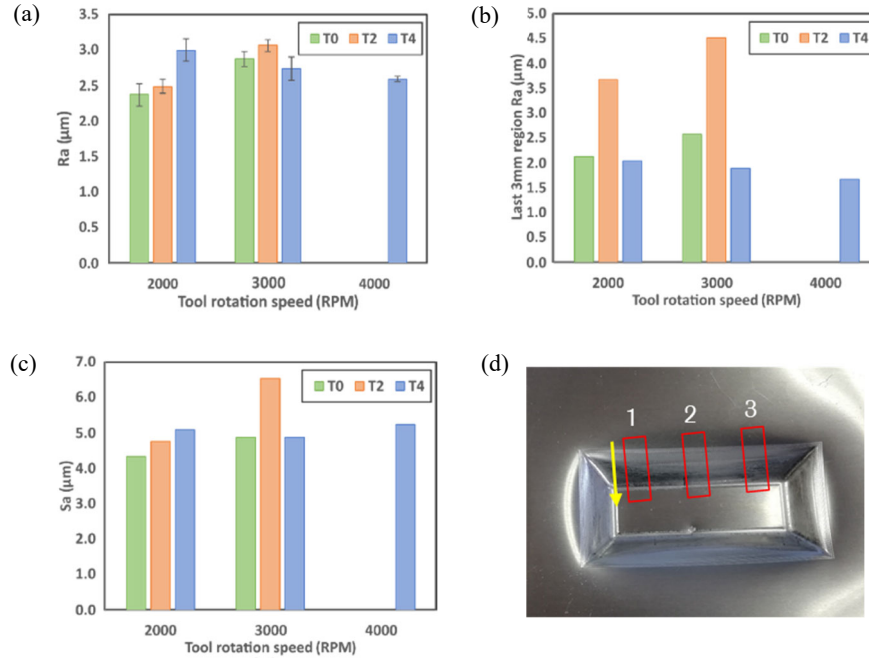 (a)
T0 T2 T4
3.5
3.0
2.5
2.0
1.5
1.0
0.5
0.0
Ra (µm)
2000 3000 4000
Tool rotation speed (RPM)
(b)
T0 T2 T4
5.0
4.5
4.0
3.5
3.0
2.5
2.0
1.5
1.0
0.5
0.0
Last 3mm region Ra (µm)
2000 3000 4000
Tool rotation speed (RPM)
(c)
T0 T2 T4
7.0
6.0
5.0
4.0
3.0
2.0
1.0
0.0
Sa (µm)
2000 3000 4000
Tool rotation speed (RPM)
(d)
1 2 3